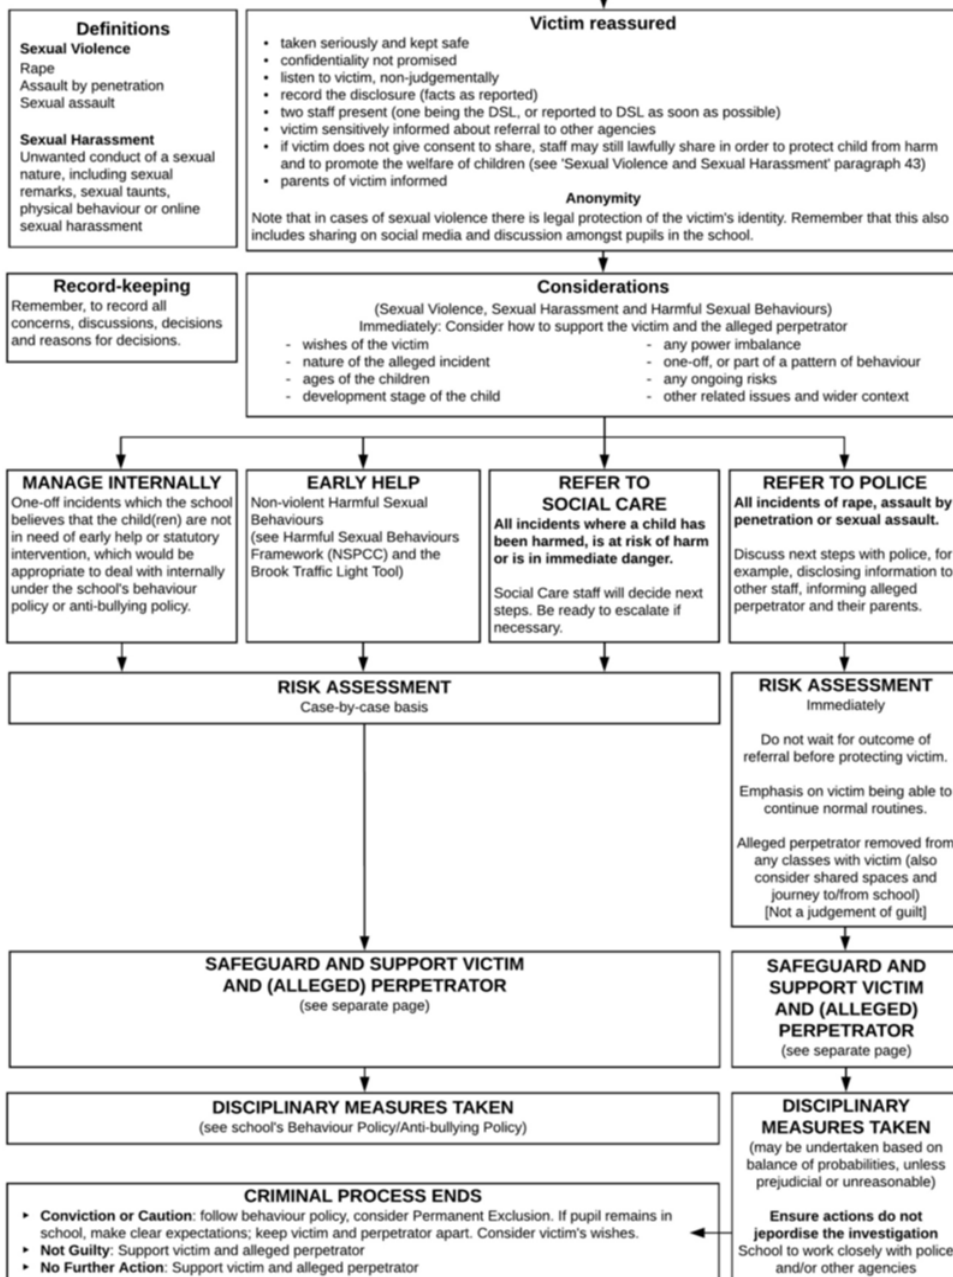 Definitions
Sexual Violence
Rape
Assault by penetration
Sexual assault
Sexual Harassment
Unwanted conduct of a sexual
nature, including sexual
remarks, sexual taunts,
physical behaviour or online
sexual harassment
Victim reassured
• taken seriously and kept safe
• confidentiality not promised
• listen to victim, non-judgementally
• record the disclosure (facts as reported)
• two staff present (one being the DSL, or reported to DSL as soon as possible)
• victim sensitively informed about referral to other agencies
• if victim does not give consent to share, staff may still lawfully share in order to protect child from harm
and to promote the welfare of children (see 'Sexual Violence and Sexual Harassment' paragraph 43)
• parents of victim informed
Anonymity
Note that in cases of sexual violence there is legal protection of the victim's identity. Remember that this also
includes sharing on social media and discussion amongst pupils in the school.
Record-keeping
Remember, to record all
concerns, discussions, decisions
and reasons for decisions.
Considerations
(Sexual Violence, Sexual Harassment and Harmful Sexual Behaviours)
Immediately: Consider how to support the victim and the alleged perpetrator
- wishes of the victim
- nature of the alleged incident
- ages of the children
- development stage of the child
- any power imbalance
- one-off, or part of a pattern of behaviour
- any ongoing risks
- other related issues and wider context
MANAGE INTERNALLY
One-off incidents which the school
believes that the child(ren) are not
in need of early help or statutory
intervention, which would be
appropriate to deal with internally
under the school's behaviour
policy or anti-bullying policy.
EARLY HELP
Non-violent Harmful Sexual
Behaviours
(see Harmful Sexual Behaviours
Framework (NSPCC) and the
Brook Traffic Light Tool)
REFER TO
SOCIAL CARE
All incidents where a child has
been harmed, is at risk of harm
or is in immediate danger.
Social Care staff will decide next
steps. Be ready to escalate if
necessary.
REFER TO POLICE
All incidents of rape, assault by
penetration or sexual assault.
Discuss next steps with police, for
example, disclosing information to
other staff, informing alleged
perpetrator and their parents.
RISK ASSESSMENT
Case-by-case basis
RISK ASSESSMENT
Immediately
Do not wait for outcome of
referral before protecting victim.
Emphasis on victim being able to
continue normal routines.
Alleged perpetrator removed from
any classes with victim (also
consider shared spaces and
journey to/from school)
[Not a judgement of guilt]
SAFEGUARD AND SUPPORT VICTIM
AND (ALLEGED) PERPETRATOR
(see separate page)
SAFEGUARD AND
SUPPORT VICTIM
AND (ALLEGED)
PERPETRATOR
(see separate page)
DISCIPLINARY MEASURES TAKEN
(see school's Behaviour Policy/Anti-bullying Policy)
DISCIPLINARY
MEASURES TAKEN
(may be undertaken based on
balance of probabilities, unless
prejudicial or unreasonable)
Ensure actions do not
jepordise the investigation
School to work closely with police
and/or other agencies
CRIMINAL PROCESS ENDS
‣ Conviction or Caution: follow behaviour policy, consider Permanent Exclusion. If pupil remains in
school, make clear expectations; keep victim and perpetrator apart. Consider victim's wishes.
‣ Not Guilty: Support victim and alleged perpetrator
‣ No Further Action: Support victim and alleged perpetrator